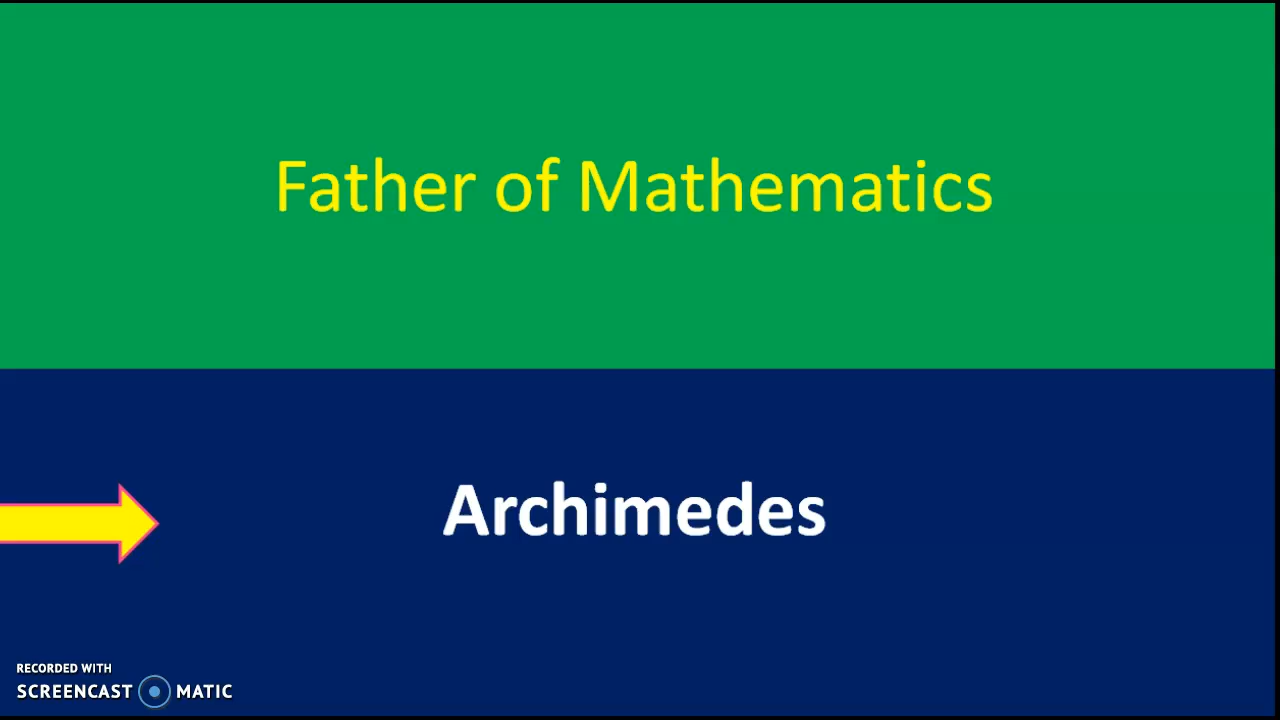 Father of Mathematics
Archimedes
RECORDED WITH
SCREENCAST MATIC